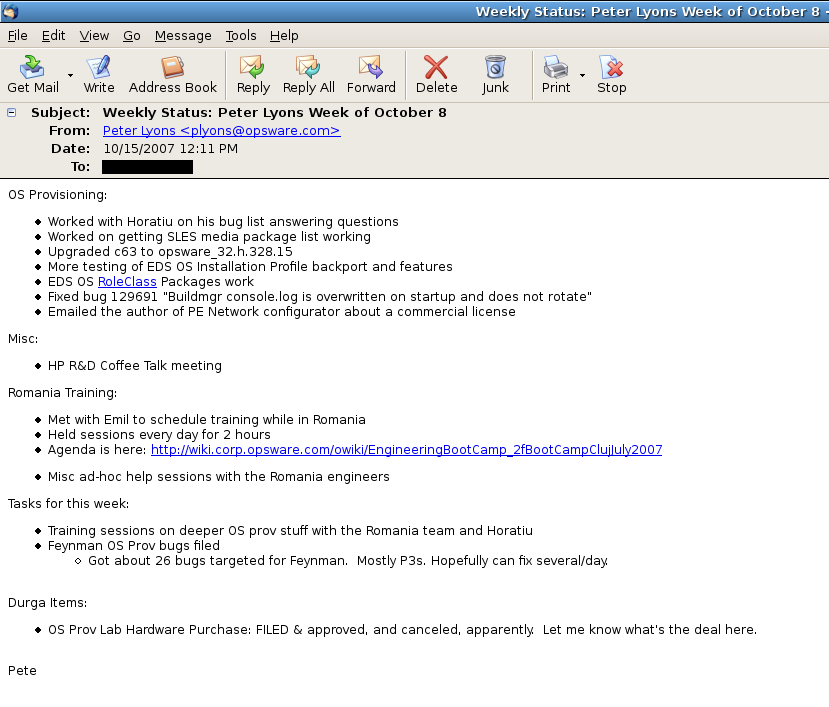 Weekly Status: Peter Lyons Week of October 8 -
File Edit View Go Message Tools Help
Get Mail Write Address Book Reply Reply All Forward Delete Junk Print Stop
Subject: Weekly Status: Peter Lyons Week of October 8
From: Peter Lyons <plyons@opsware.com>
Date: 10/15/2007 12:11 PM
To:
OS Provisioning:
Worked with Horatiu on his bug list answering questions
Worked on getting SLES media package list working
Upgraded c63 to opsware_32.h.328.15
More testing of EDS OS Installation Profile backport and features
EDS OS RoleClass Packages work
Fixed bug 129691 "Buildmgr console.log is overwritten on startup and does not rotate"
Emailed the author of PE Network configurator about a commercial license
Misc:
HP R&D Coffee Talk meeting
Romania Training:
Met with Emil to schedule training while in Romania
Held sessions every day for 2 hours
Agenda is here: http://wiki.corp.opsware.com/owiki/EngineeringBootCamp_2fBootCampClujJuly2007
Misc ad-hoc help sessions with the Romania engineers
Tasks for this week:
Training sessions on deeper OS prov stuff with the Romania team and Horatiu
Feynman OS Prov bugs filed
Got about 26 bugs targeted for Feynman.  Mostly P3s. Hopefully can fix several/day.
Durga Items:
OS Prov Lab Hardware Purchase: FILED & approved, and canceled, apparently.  Let me know what's the deal here.
Pete